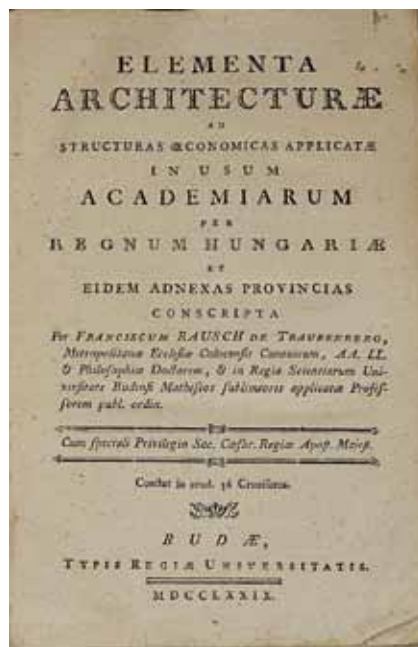 ELEMENTA
ARCHITECTURÆ
AD
STRUCTURAS ŒCONOMICAS APPLICATÆ
IN USUM
ACADEMIARUM
PER
REGNUM HUNGARIÆ
ET
EIDEM ADNEXAS PROVINCIAS
CONSCRIPTA
Per FRANCISCUM RAUSCH DE TRAUBENBERG,
Metropolitanæ Ecclesiæ Colocensis Canonicum, AA. LL.
& Philosophiæ Doctorem, & in Regia Scientiarum Uni-
versitate Budensi Matheseos sublimioris applicatæ Profes-
sorem publ. ordin.
Cum speciali Privilegio Sac. Cæsar. Regiæ Apost. Majest.
Constat in crud. 36 Crucifera.
BUDÆ,
TYPIS REGIÆ UNIVERSITATIS.
MDCCLXXIX.